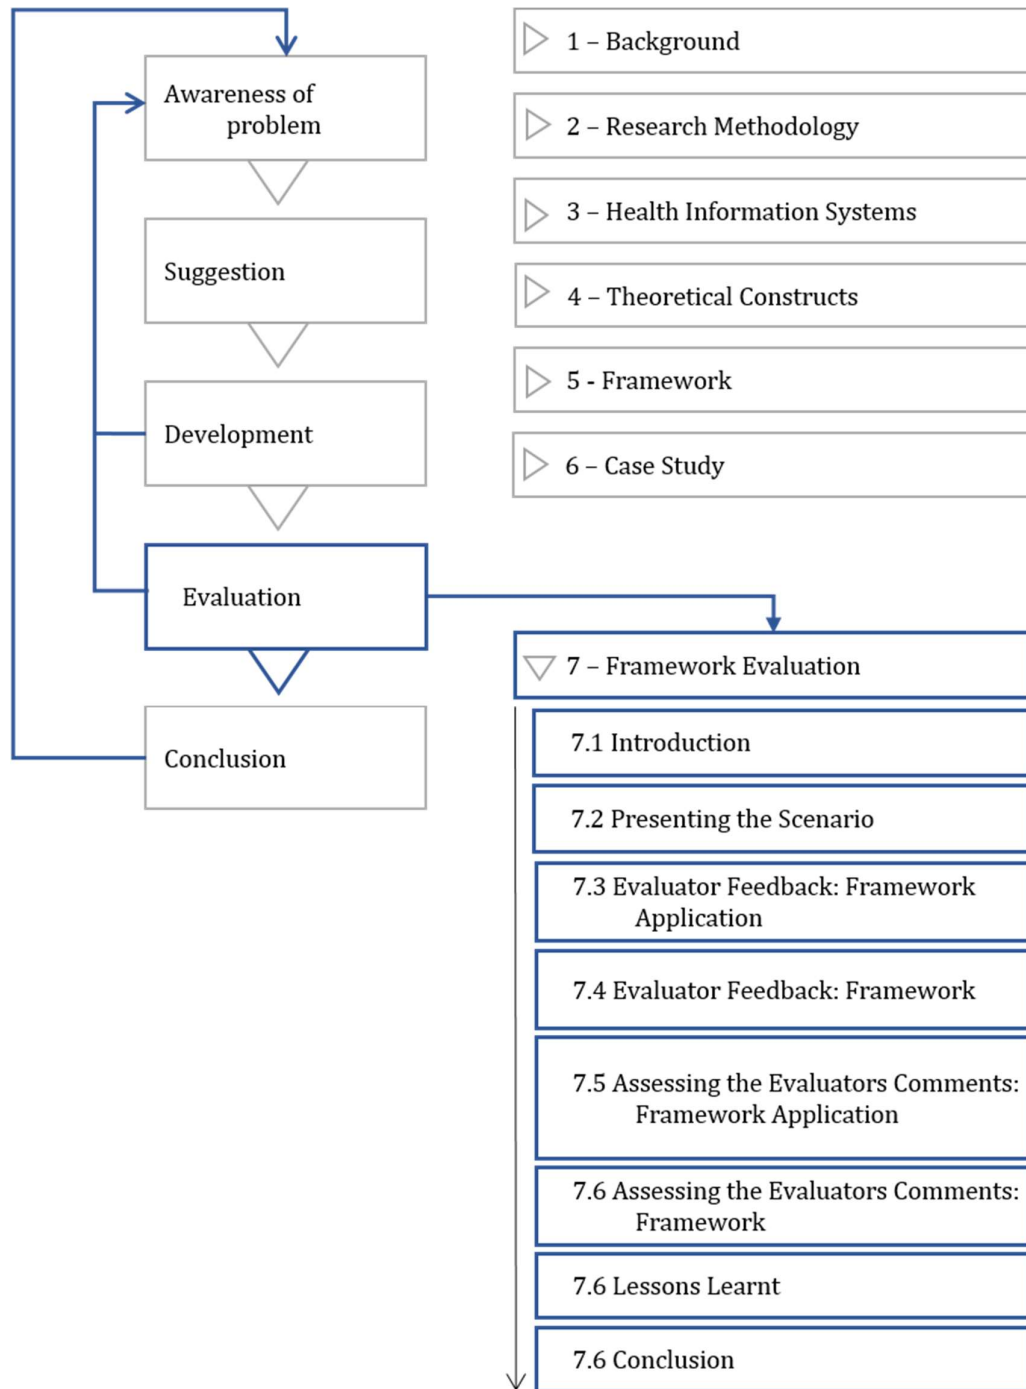 Awareness of
problem
Suggestion
Development
Evaluation
Conclusion
1 – Background
2 – Research Methodology
3 – Health Information Systems
4 – Theoretical Constructs
5 - Framework
6 – Case Study
7 – Framework Evaluation
7.1 Introduction
7.2 Presenting the Scenario
7.3 Evaluator Feedback: Framework
Application
7.4 Evaluator Feedback: Framework
7.5 Assessing the Evaluators Comments:
Framework Application
7.6 Assessing the Evaluators Comments:
Framework
7.6 Lessons Learnt
7.6 Conclusion